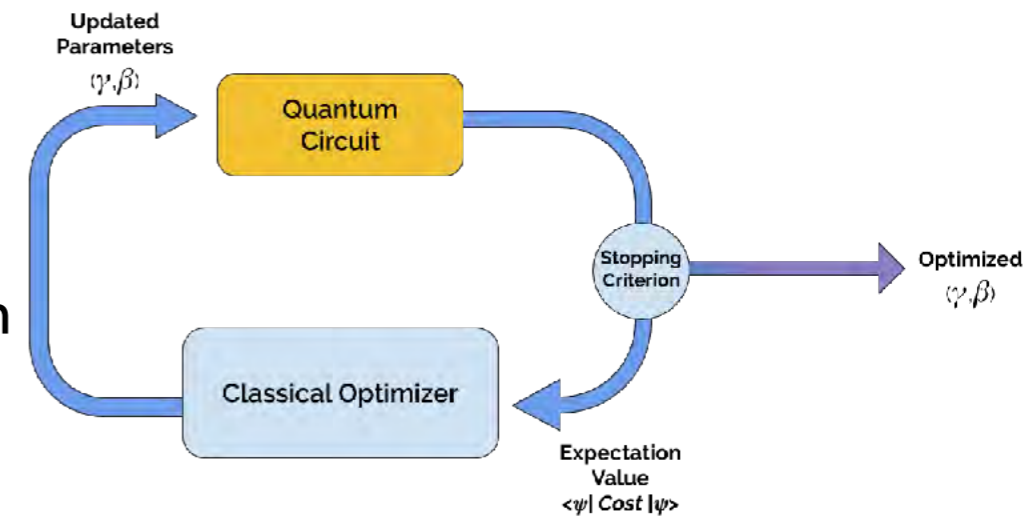 Updated
Parameters
(γ,β)
Quantum
Circuit
Stopping
Criterion
Optimized
(γ,β)
n
Classical Optimizer
Expectation
Value
<ψ| Cost |ψ>